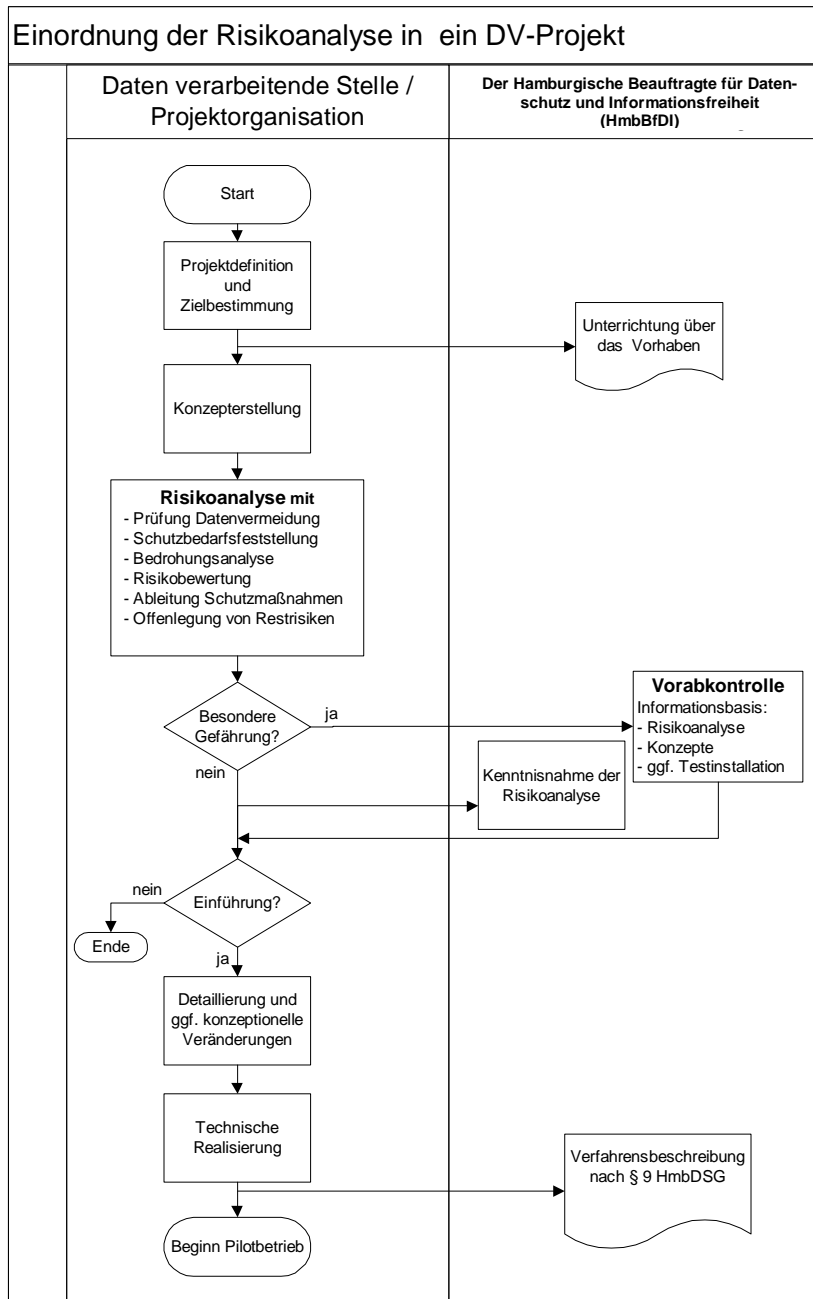 Einordnung der Risikoanalyse in ein DV-Projekt
Daten verarbeitende Stelle /
Projektorganisation
Der Hamburgische Beauftragte für Daten-
schutz und Informationsfreiheit
(HmbBfDI)
Start
Projektdefinition
und
Zielbestimmung
Unterrichtung über
das Vorhaben
Konzepterstellung
Risikoanalyse mit
- Prüfung Datenvermeidung
- Schutzbedarfsfeststellung
- Bedrohungsanalyse
- Risikobewertung
- Ableitung Schutzmaßnahmen
- Offenlegung von Restrisiken
Besondere
Gefährung?
ja
nein
Vorabkontrolle
Informationsbasis:
- Risikoanalyse
- Konzepte
- ggf. Testinstallation
Kenntnisnahme der
Risikoanalyse
Einführung?
nein
Ende
ja
Detaillierung und
ggf. konzeptionelle
Veränderungen
Technische
Realisierung
Verfahrensbeschreibung
nach § 9 HmbDSG
Beginn Pilotbetrieb